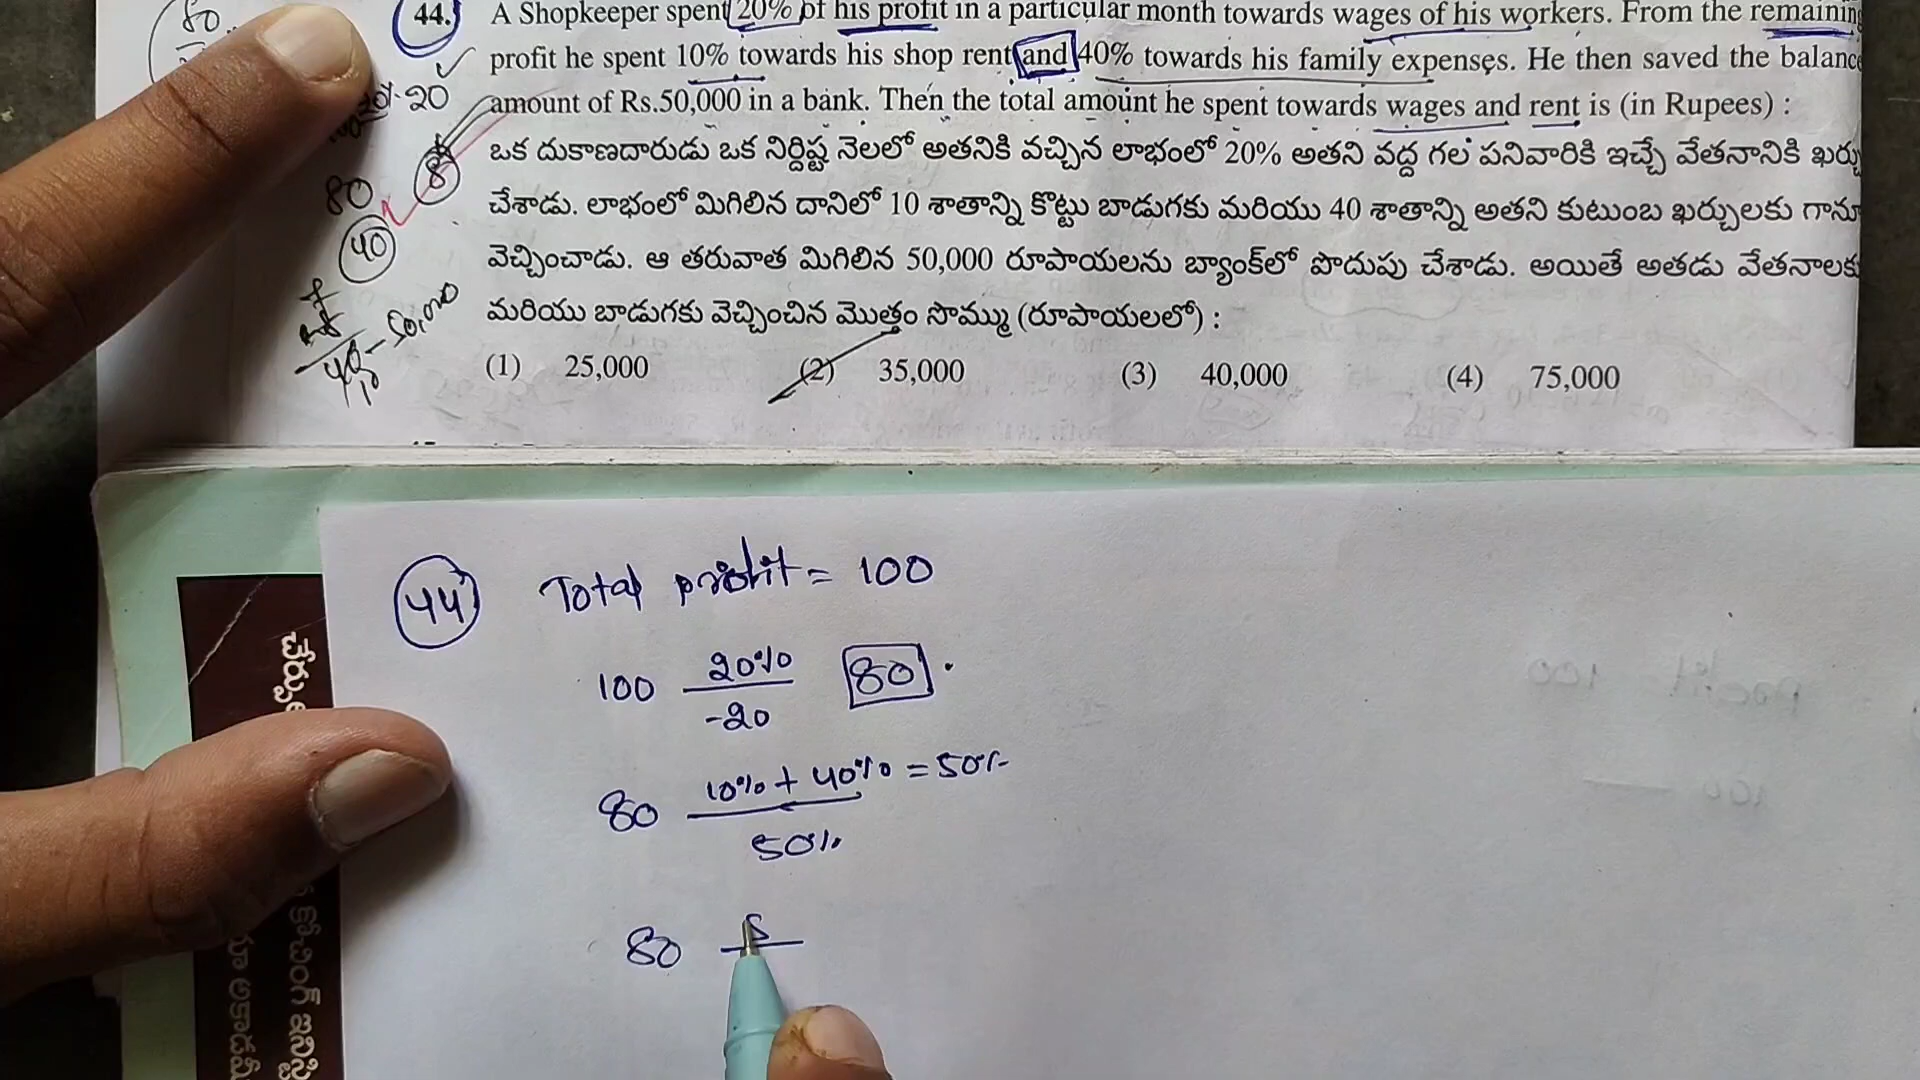 44. A Shopkeeper spent 20% of his profit in a particular month towards wages of his workers. From the remaining
profit he spent 10% towards his shop rent and 40% towards his family expenses. He then saved the balance
amount of Rs.50,000 in a bank. Then the total amount he spent towards wages and rent is (in Rupees) :
ఒక దుకాణదారుడు ఒక నిర్దిష్ట నెలలో అతనికి వచ్చిన లాభంలో 20% అతని వద్ద గల పనివారికి ఇచ్చే వేతనానికి ఖర్చు
చేశాడు. లాభంలో మిగిలిన దానిలో 10 శాతాన్ని కొట్టు బాడుగకు మరియు 40 శాతాన్ని అతని కుటుంబ ఖర్చులకు గానూ
వెచ్చించాడు. ఆ తరువాత మిగిలిన 50,000 రూపాయలను బ్యాంక్‌లో పొదుపు చేశాడు. అయితే అతడు వేతనాలకు
మరియు బాడుగకు వెచ్చించిన మొత్తం సొమ్ము (రూపాయలలో) :
(1) 25,000 (2) 35,000 (3) 40,000 (4) 75,000
80
20
8
80
40
40 - 50,000
44 Total profit = 100
100 20% 80
-20
80 10% + 40% = 50%
50%
80 5